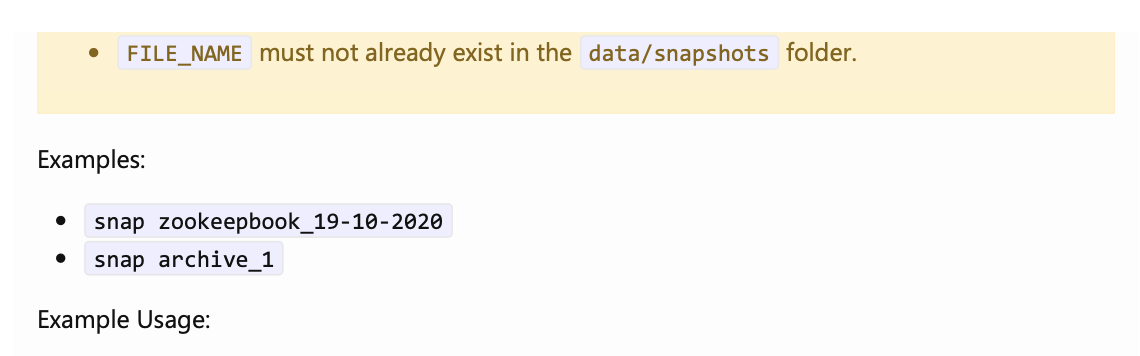 • FILE_NAME must not already exist in the data/snapshots folder.
Examples:
• snap zookeepbook_19-10-2020
• snap archive_1
Example Usage: